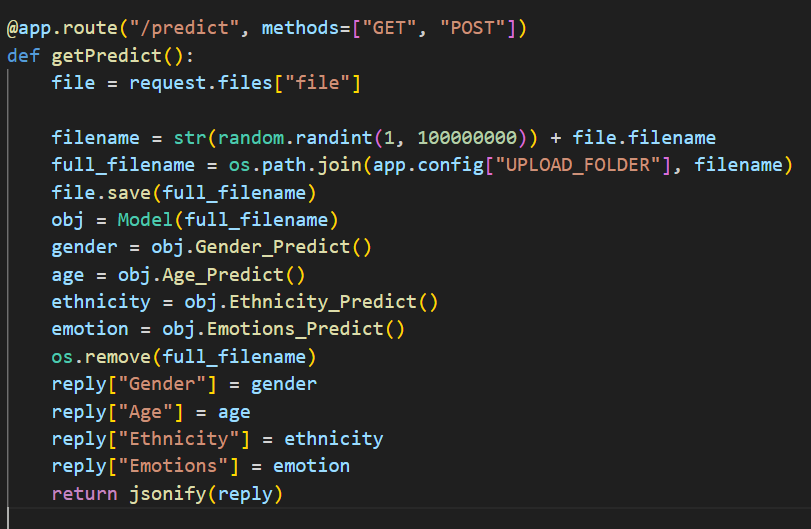 @app.route("/predict", methods=["GET", "POST"])
def getPredict():
    file = request.files["file"]

    filename = str(random.randint(1, 100000000)) + file.filename
    full_filename = os.path.join(app.config["UPLOAD_FOLDER"], filename)
    file.save(full_filename)
    obj = Model(full_filename)
    gender = obj.Gender_Predict()
    age = obj.Age_Predict()
    ethnicity = obj.Ethnicity_Predict()
    emotion = obj.Emotions_Predict()
    os.remove(full_filename)
    reply["Gender"] = gender
    reply["Age"] = age
    reply["Ethnicity"] = ethnicity
    reply["Emotions"] = emotion
    return jsonify(reply)